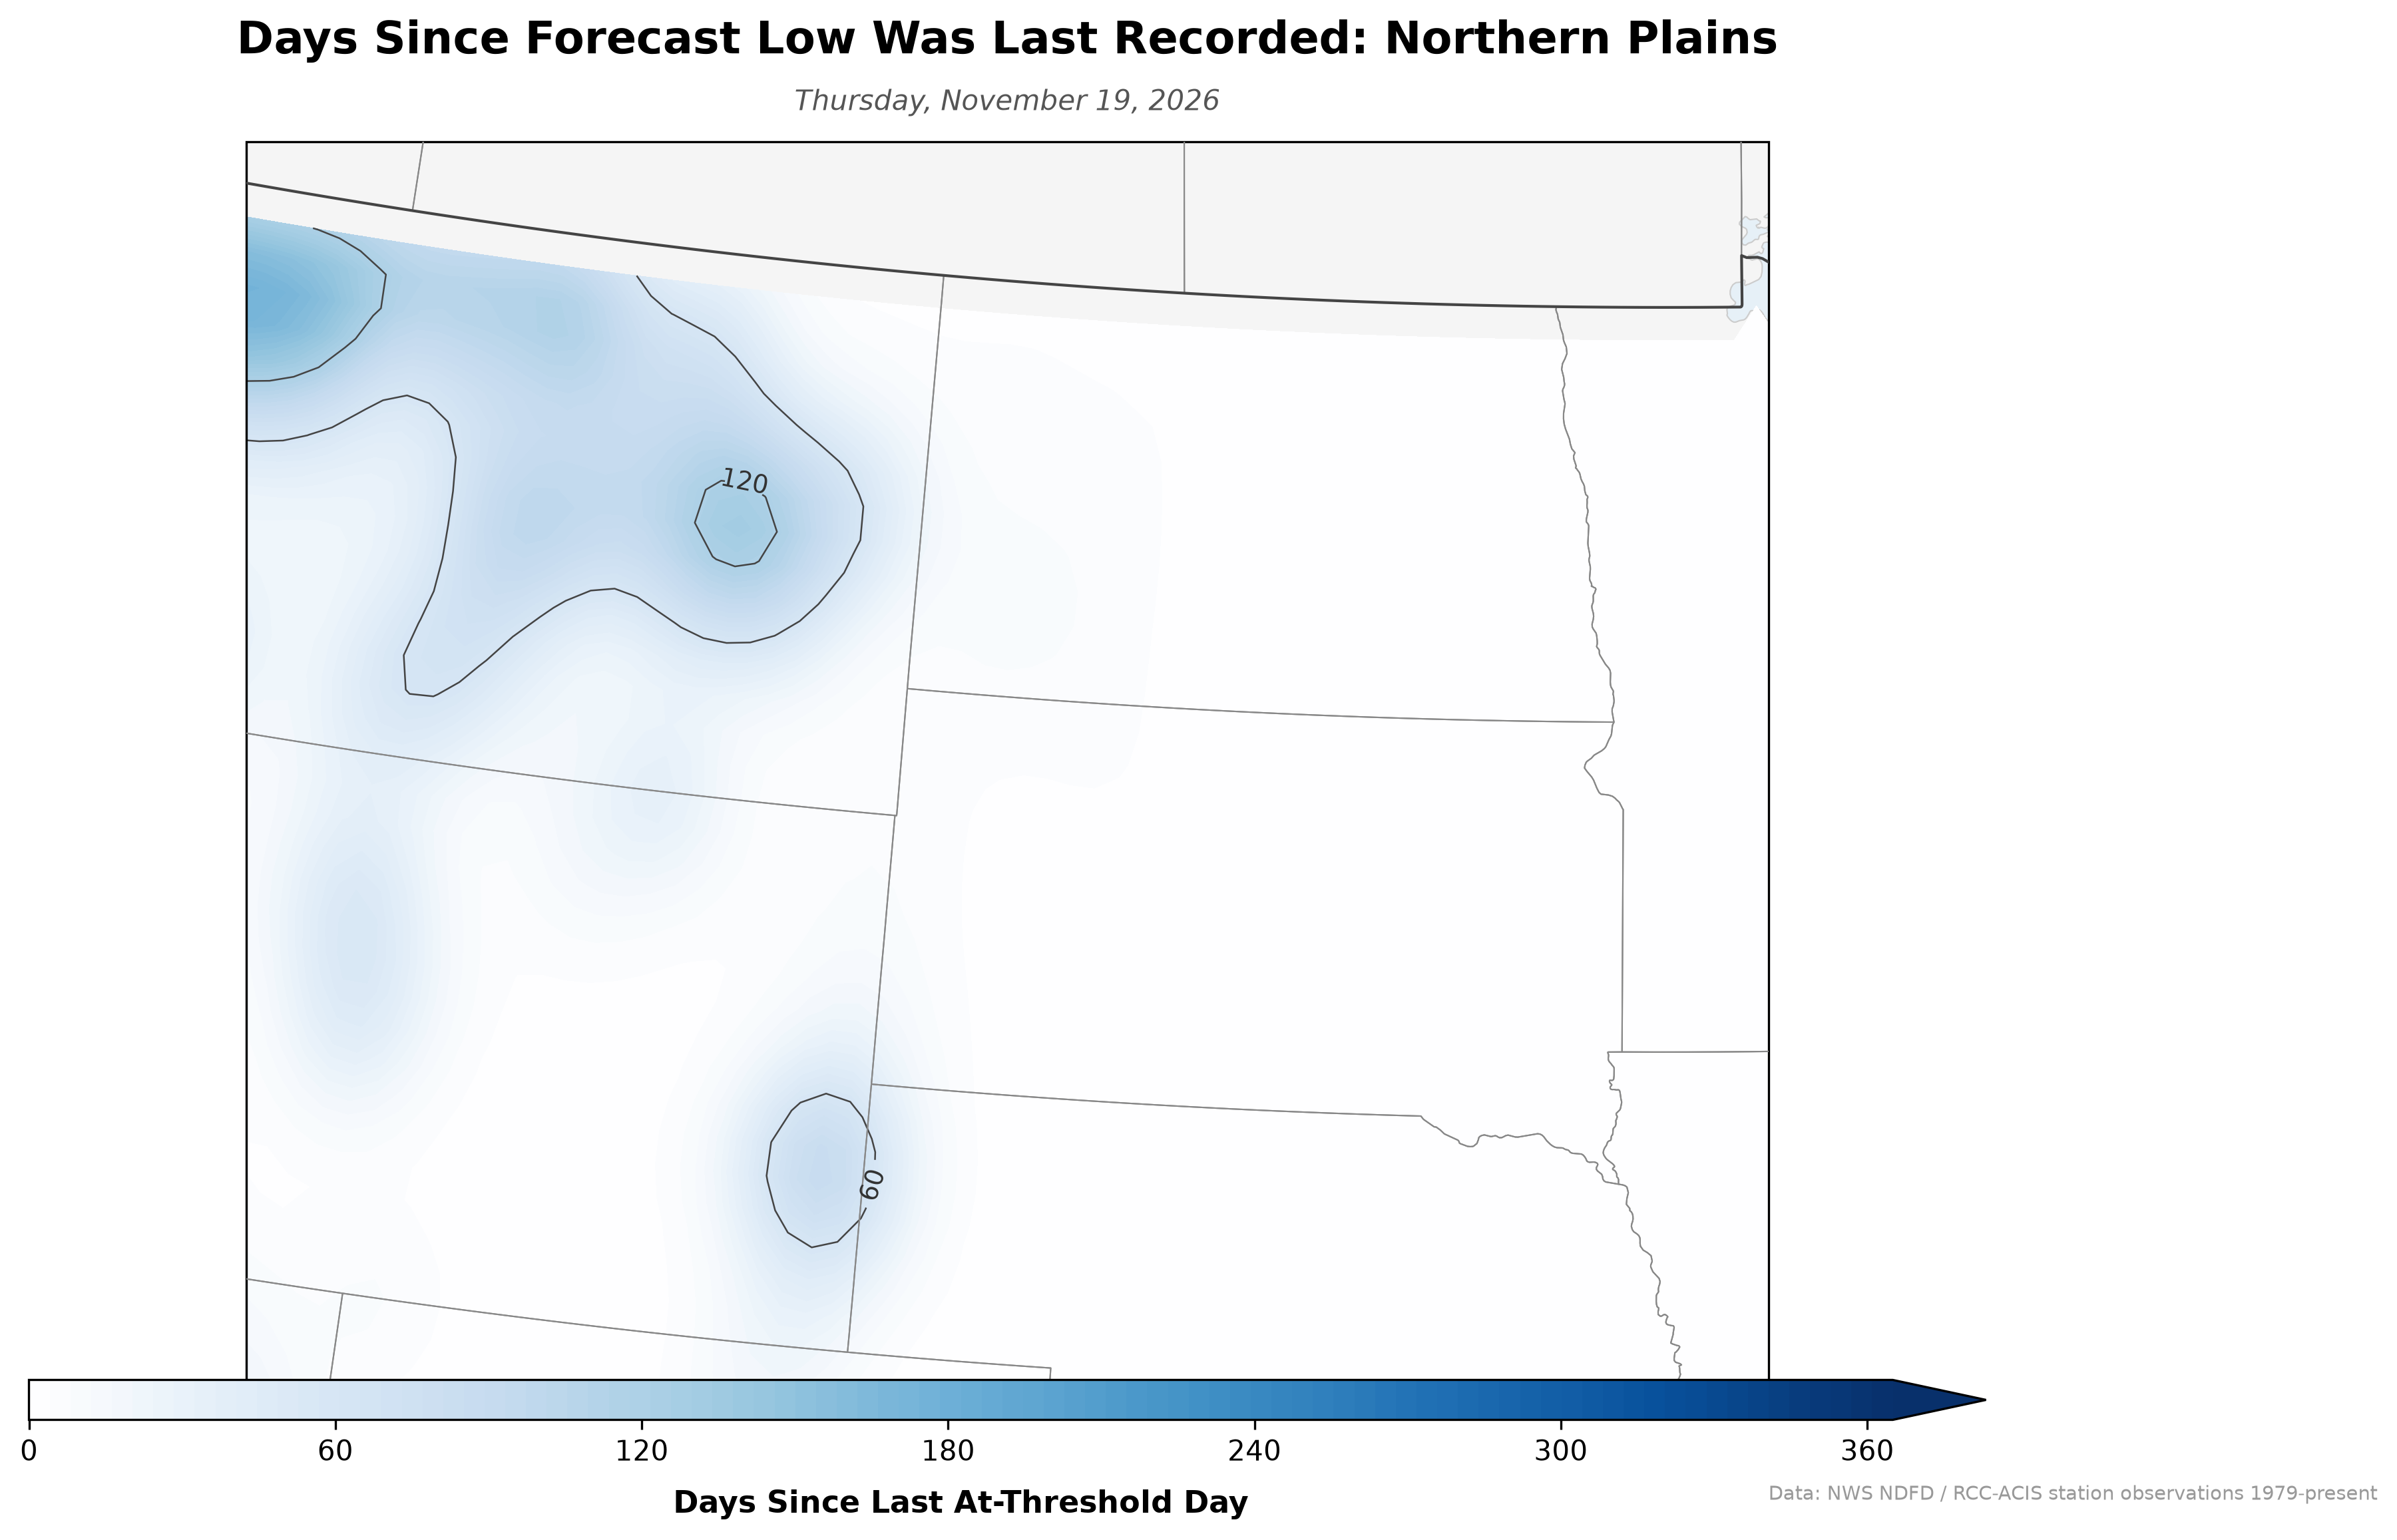 Days Since Forecast Low Was Last Recorded: Northern Plains
Thursday, November 19, 2026
120
60
0 60 120 180 240 300 360
Days Since Last At-Threshold Day
Data: NWS NDFD / RCC-ACIS station observations 1979-present